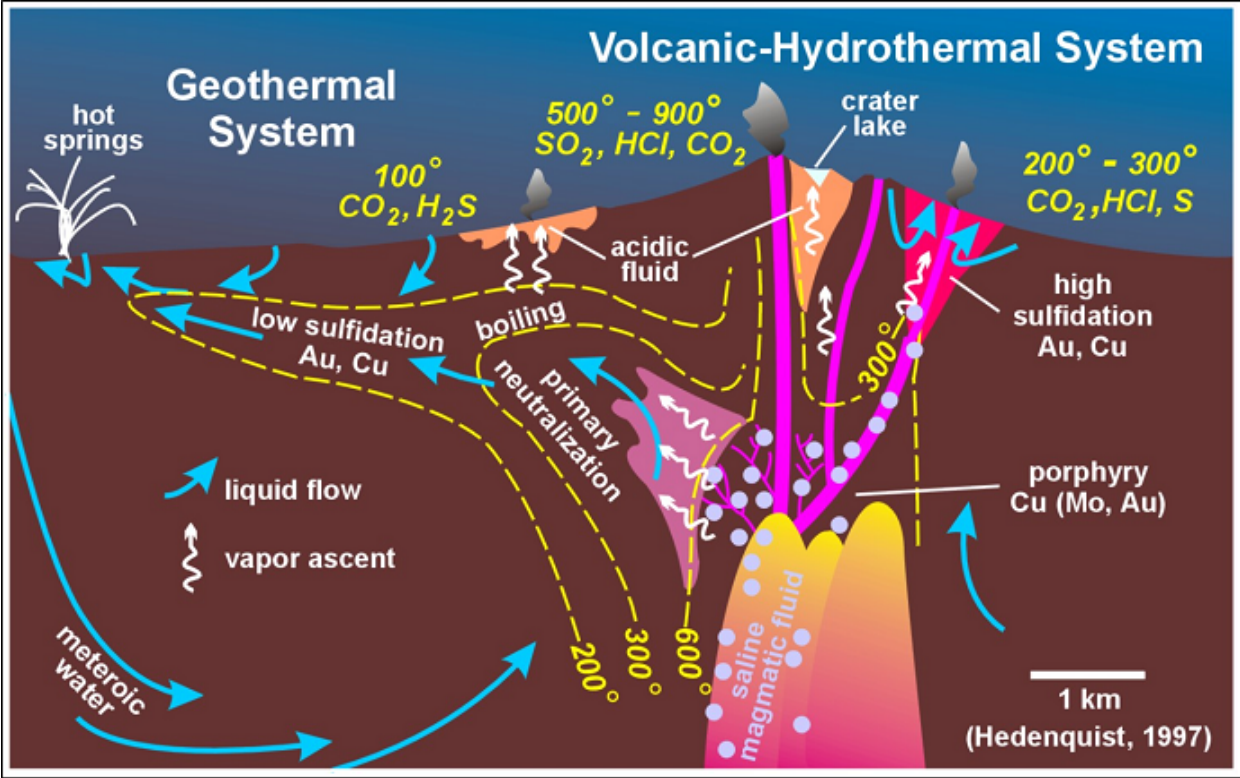 Volcanic-Hydrothermal System
Geothermal
System
hot
springs
500° - 900°
SO2, HCl, CO2
crater
lake
200° - 300°
CO2,HCl, S
100°
CO2, H2S
acidic
fluid
high
sulfidation
Au, Cu
low sulfidation
Au, Cu
boiling
300°
primary
neutralization
porphyry
Cu (Mo, Au)
liquid flow
vapor ascent
meteroic
water
200°
300°
600°
saline
magmatic fluid
1 km
(Hedenquist, 1997)